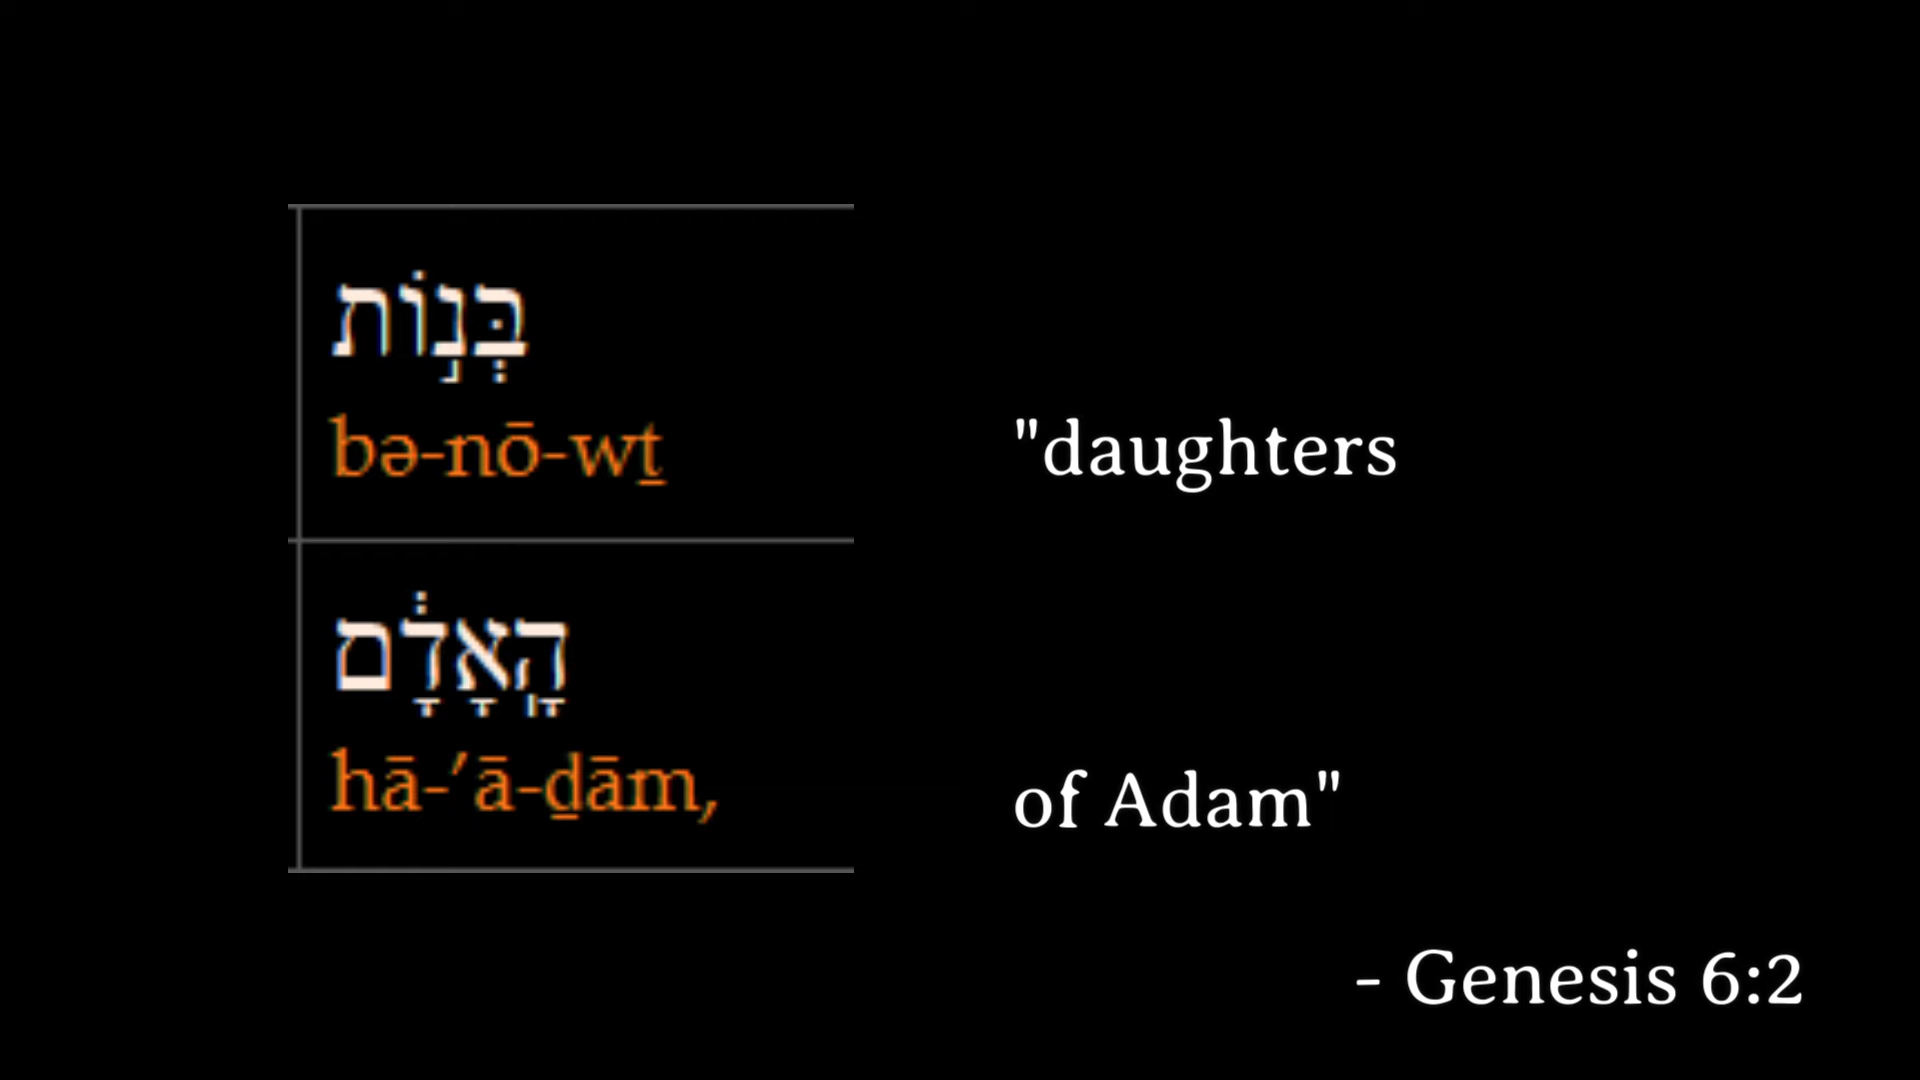 בְּנ֣וֹת
bə-nō-wṯ
"daughters
הָֽאָדָ֔ם
hā-’ā-ḏām,
of Adam"
- Genesis 6:2